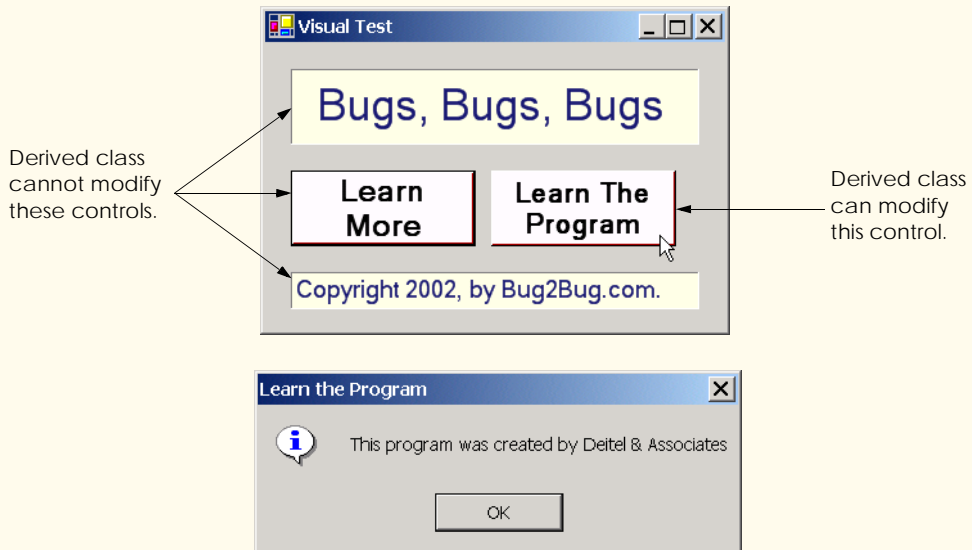 Visual Test
Bugs, Bugs, Bugs
Derived class
cannot modify
these controls.
Learn
More
Learn The
Program
Derived class
can modify
this control.
Copyright 2002, by Bug2Bug.com.
Learn the Program
This program was created by Deitel & Associates
OK